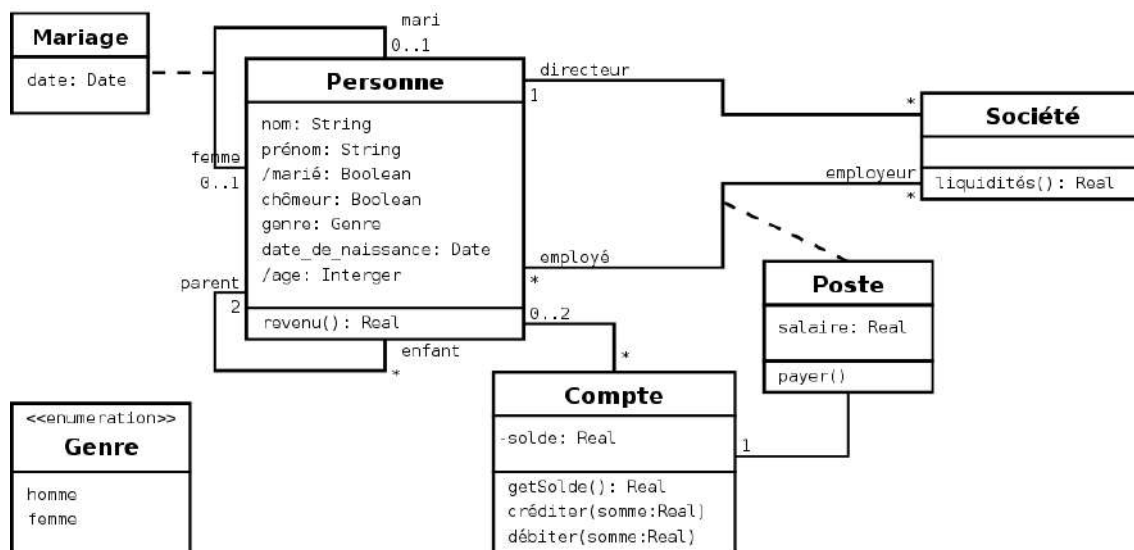 mari
0..1
Mariage
date: Date
Personne
nom: String
prénom: String
/marié: Boolean
chômeur: Boolean
genre: Genre
date_de_naissance: Date
/age: Interger
revenu(): Real
femme
0..1
parent
2
enfant
*
directeur
1
*
Société
liquidités(): Real
employeur
*
employé
*
Poste
salaire: Real
payer()
0..2
*
Compte
-solde: Real
getSolde(): Real
créditer(somme:Real)
débiter(somme:Real)
1
<<enumeration>>
Genre
homme
femme